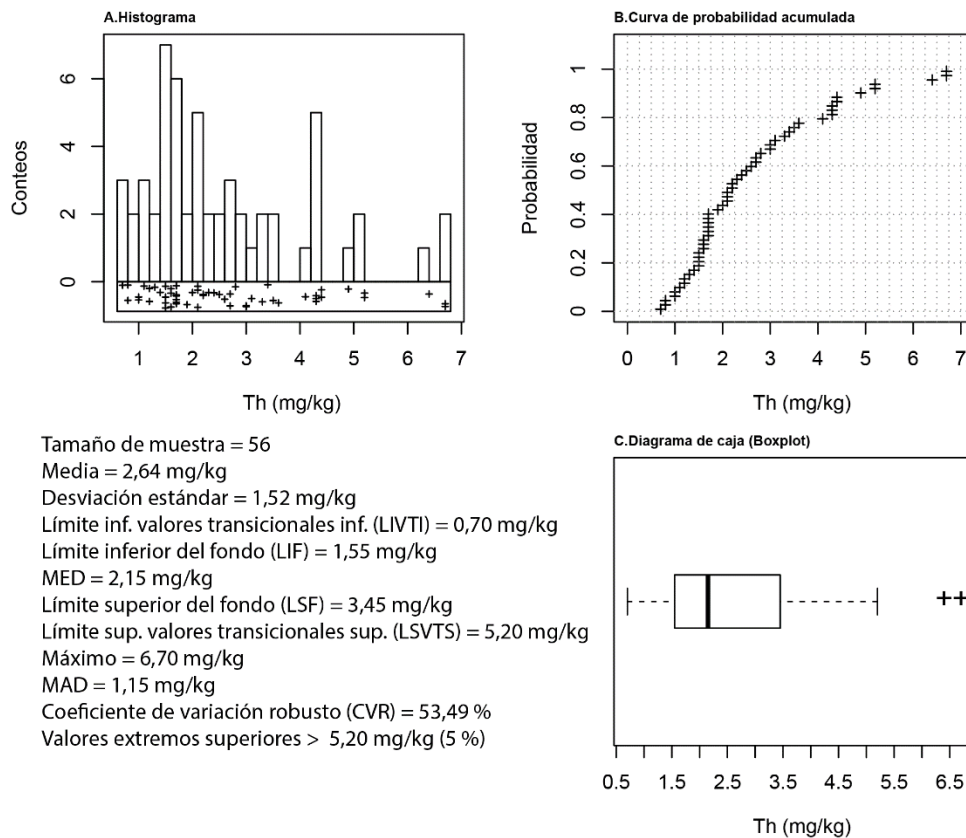 A.Histograma
6
4
2
0
Conteos
1 2 3 4 5 6 7
Th (mg/kg)
B.Curva de probabilidad acumulada
1
0.8
0.6
0.4
0.2
0
Probabilidad
0 1 2 3 4 5 6 7
Th (mg/kg)
Tamaño de muestra = 56
Media = 2,64 mg/kg
Desviación estándar = 1,52 mg/kg
Límite inf. valores transicionales inf. (LIVTI) = 0,70 mg/kg
Límite inferior del fondo (LIF) = 1,55 mg/kg
MED = 2,15 mg/kg
Límite superior del fondo (LSF) = 3,45 mg/kg
Límite sup. valores transicionales sup. (LSVTS) = 5,20 mg/kg
Máximo = 6,70 mg/kg
MAD = 1,15 mg/kg
Coeficiente de variación robusto (CVR) = 53,49 %
Valores extremos superiores > 5,20 mg/kg (5 %)
C.Diagrama de caja (Boxplot)
0.5 1.5 2.5 3.5 4.5 5.5 6.5
Th (mg/kg)